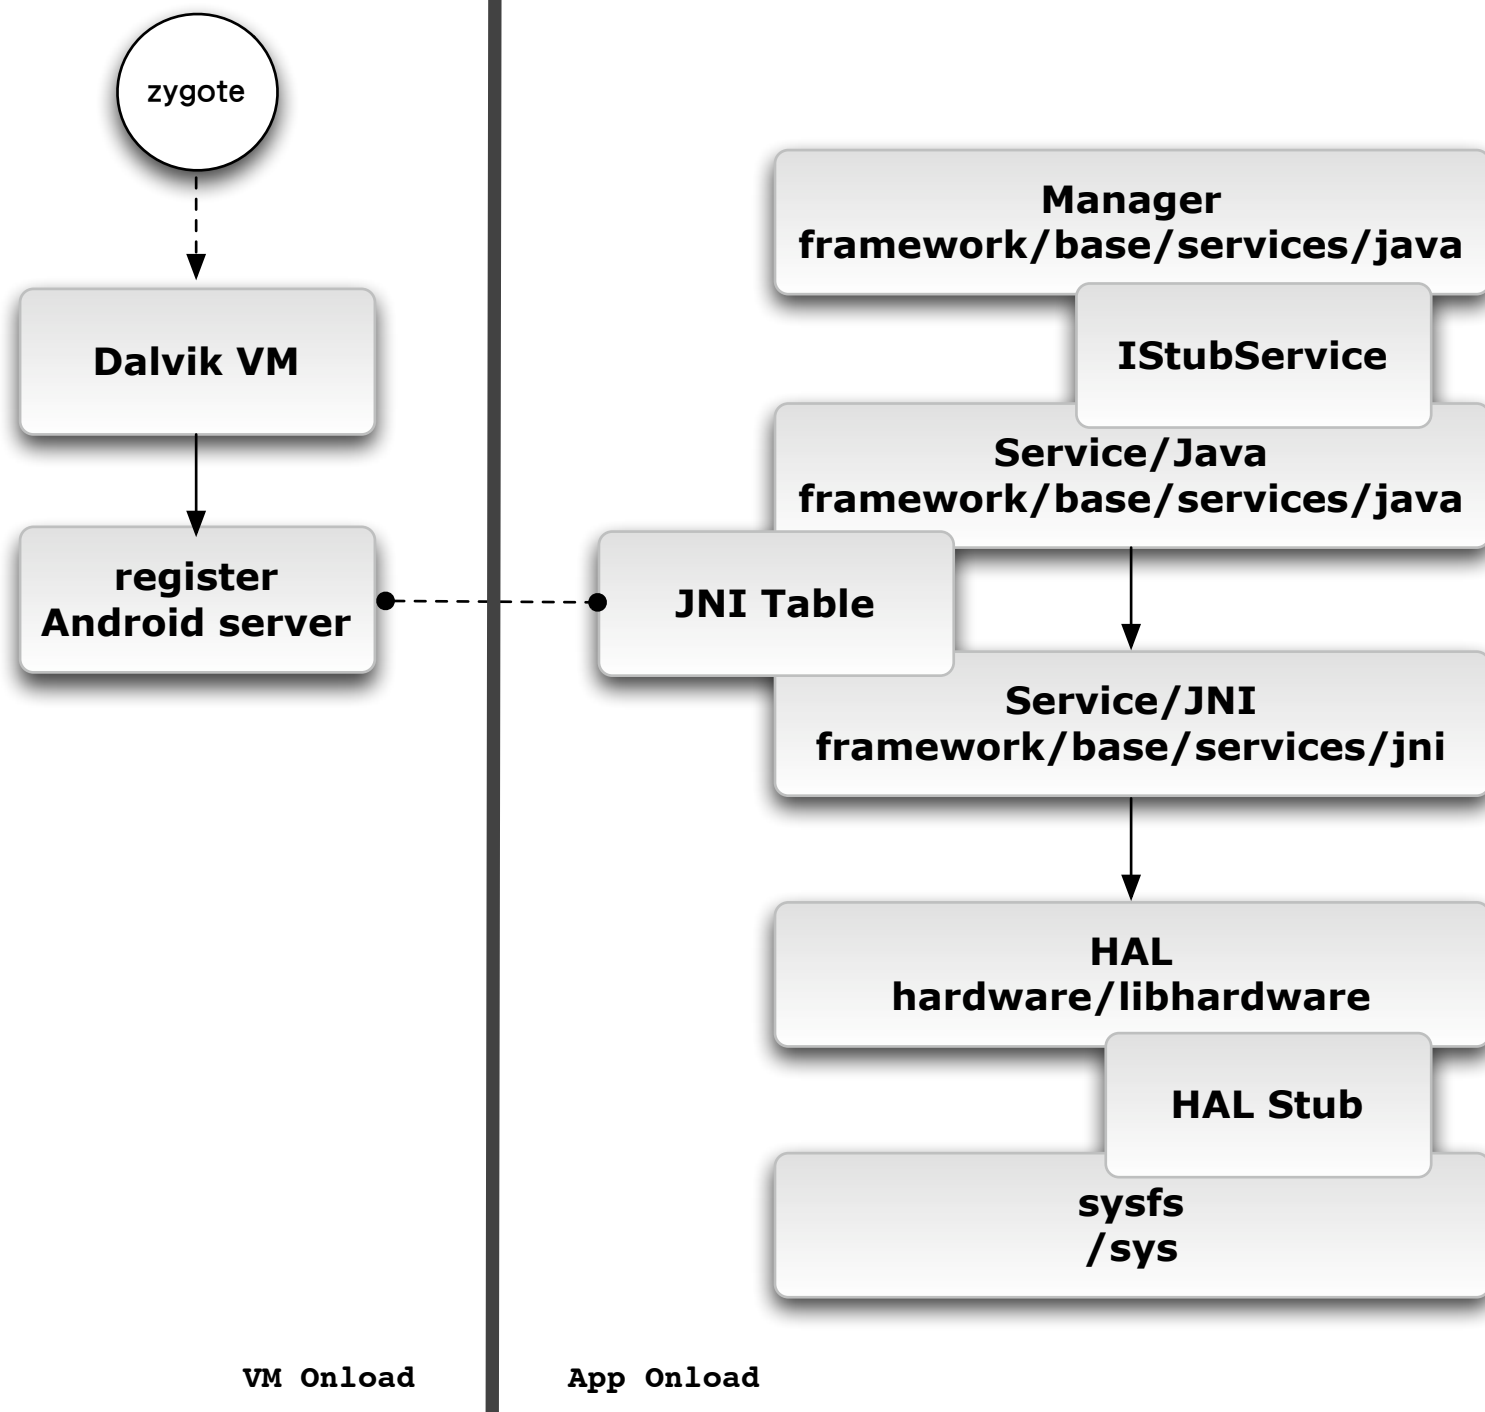 zygote
Dalvik VM
register
Android server
Manager
framework/base/services/java
IStubService
Service/Java
framework/base/services/java
JNI Table
Service/JNI
framework/base/services/jni
HAL
hardware/libhardware
HAL Stub
sysfs
/sys
VM Onload
App Onload